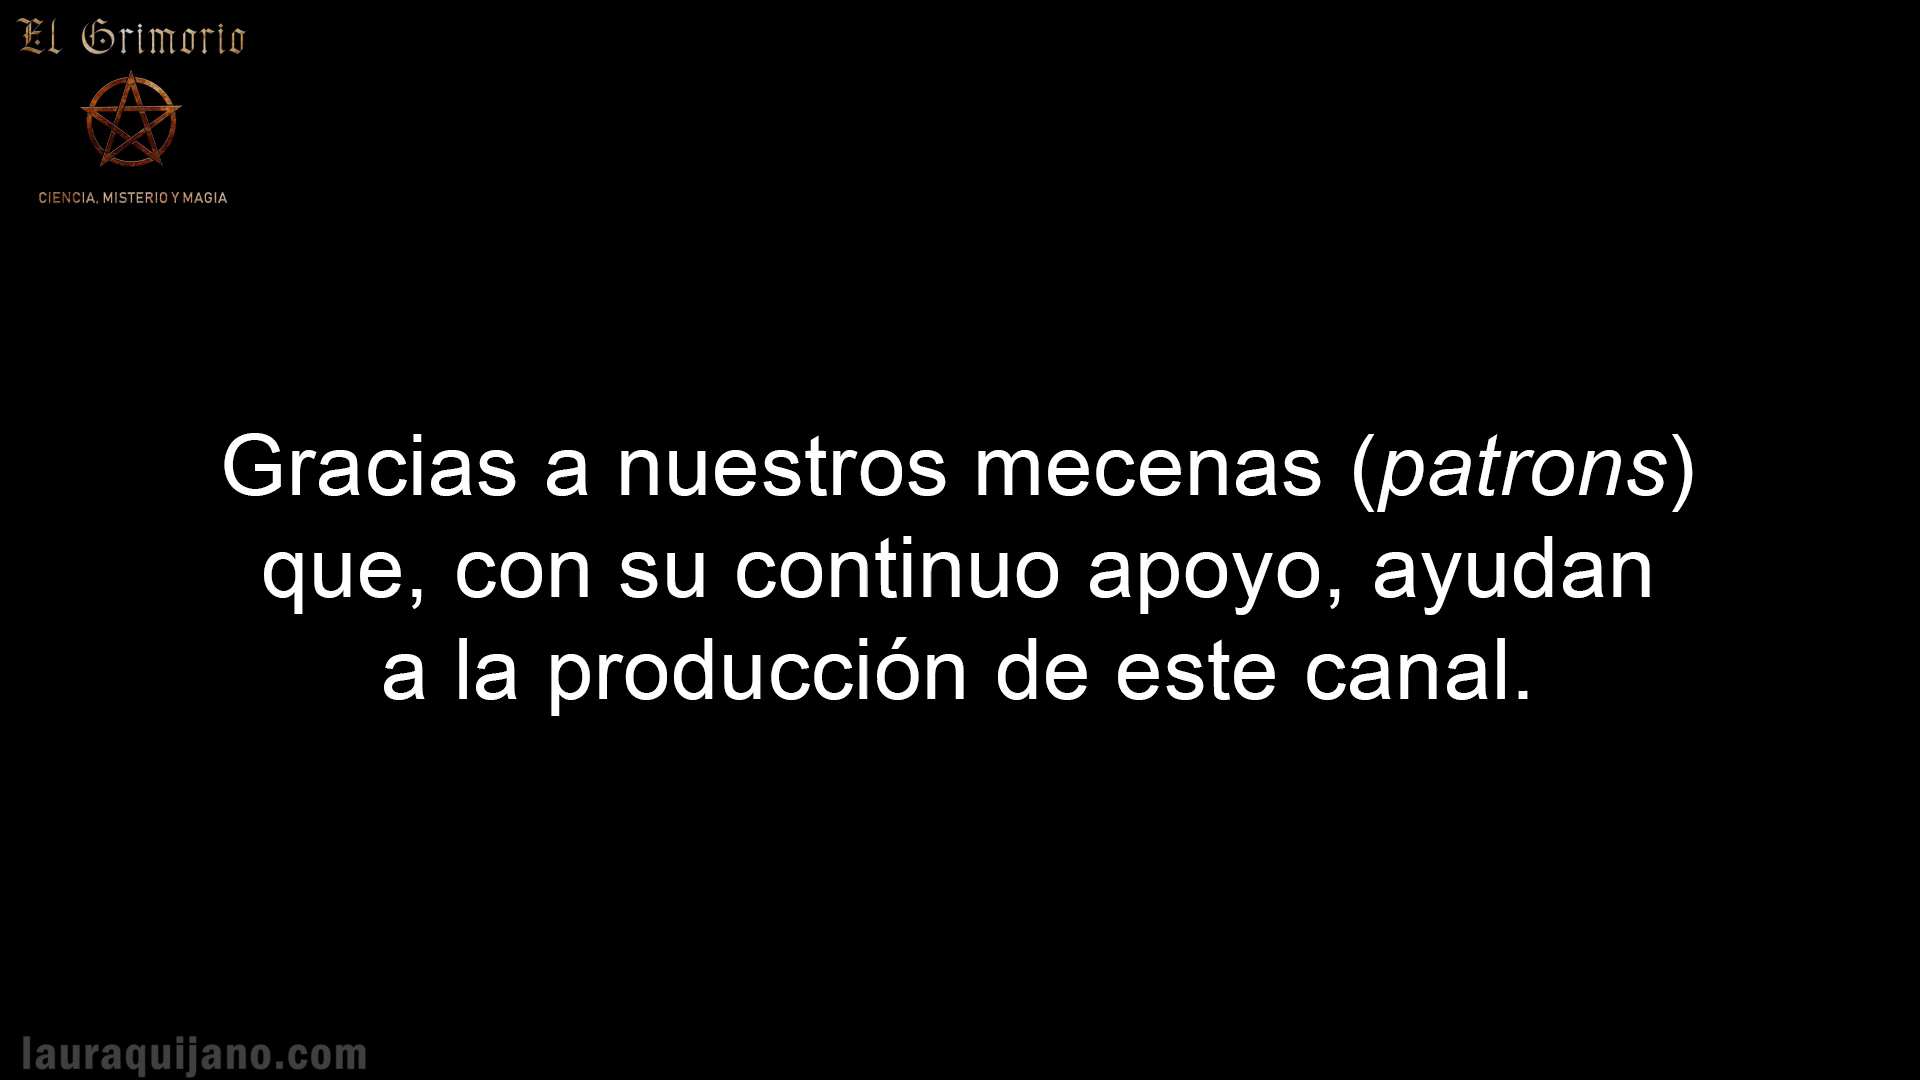 El Grimorio
CIENCIA, MISTERIO Y MAGIA
Gracias a nuestros mecenas (patrons)
que, con su continuo apoyo, ayudan
a la producción de este canal.
lauraquijano.com